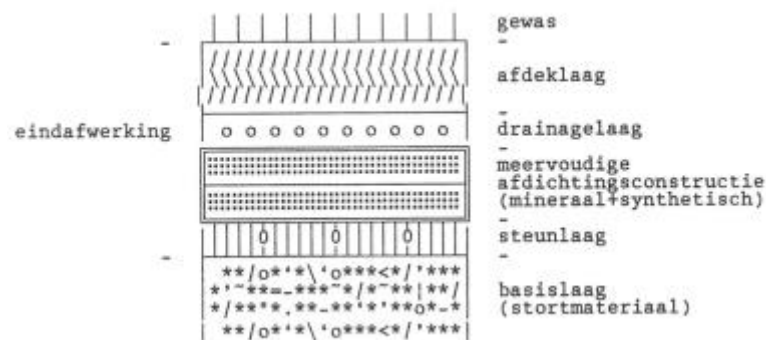 gewas
afdeklaag
eindafwerking
drainagelaag
meervoudige
afdichtingsconstructie
(mineraal+synthetisch)
steunlaag
basislaag
(stortmateriaal)